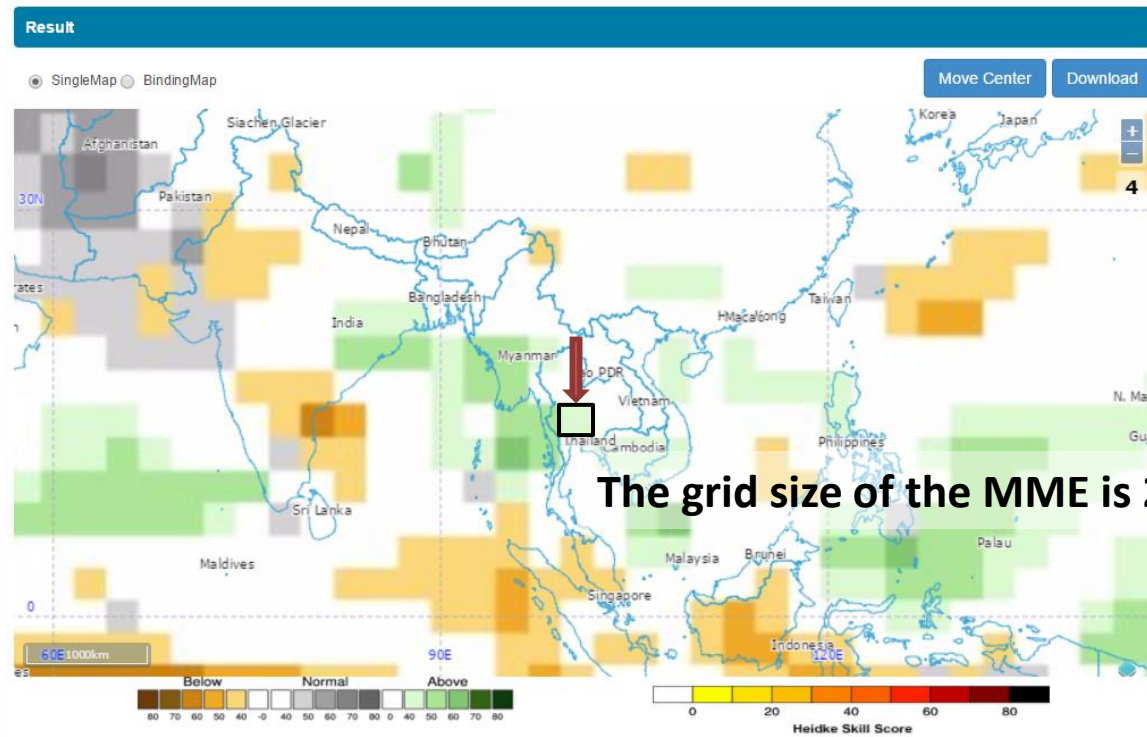 Result
SingleMap BindingMap
Move Center Download
Siachen Glacier
Korea Japan
Afghanistan
+
−
4
30N
Pakistan
Nepal
Bhutan
Bangladesh
Taiwan
India
Myanmar
PDR
Vietnam
N. Ma
Thailand
Cambodia
Philippines
Gu
The grid size of the MME is
Sri Lanka
Palau
Maldives
Malaysia Brunei
Singapore
0
Indonesia
60E 1000km 90E 120E
Below Normal Above
80 70 60 50 40 -0 40 50 60 70 80 0 40 50 60 70 80
0 20 40 60 80
Heidke Skill Score